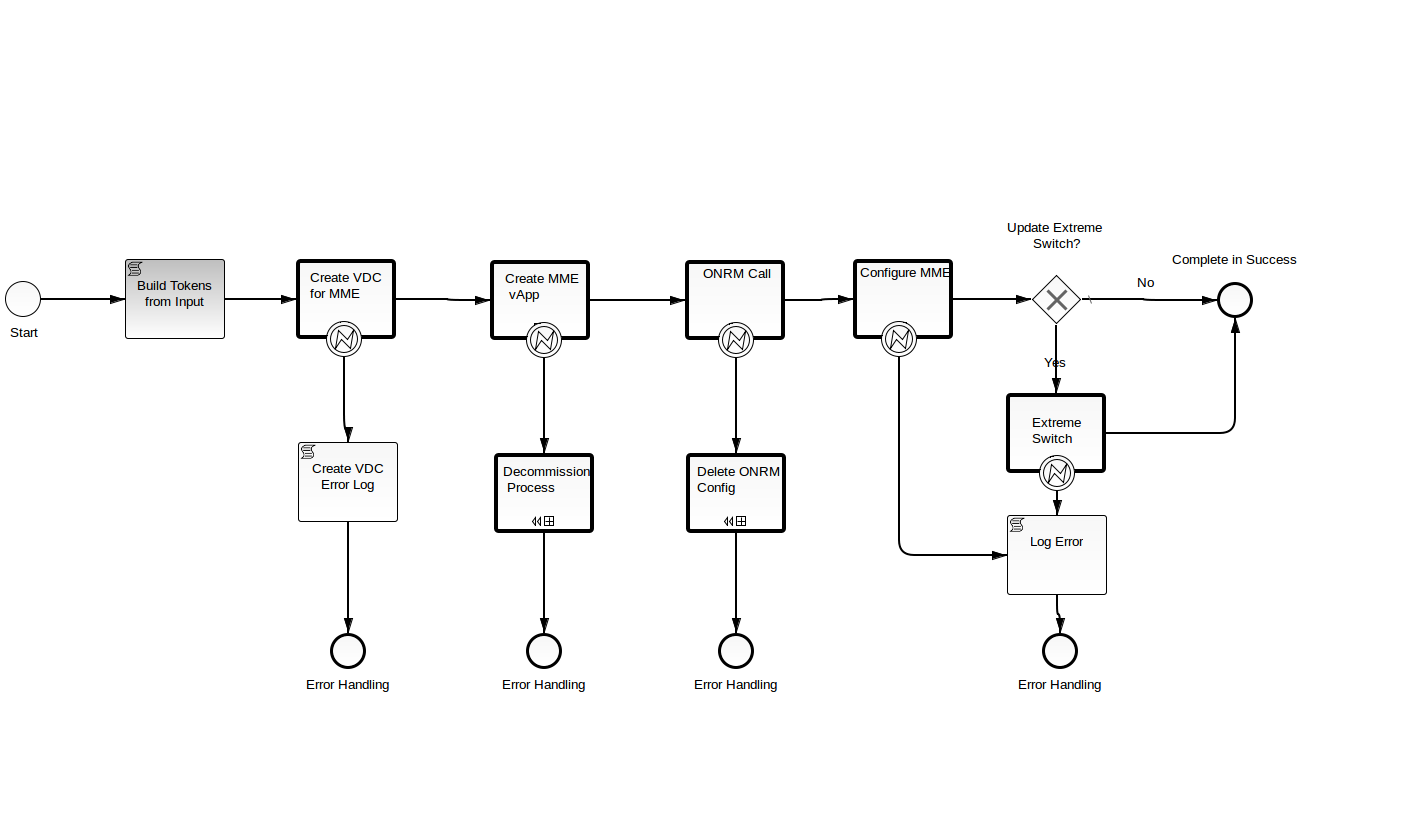 Update Extreme
Switch?
Complete in Success
Start
Build Tokens
from Input
Create VDC
for MME
Create MME
vApp
ONRM Call
Configure MME
No
Yes
Extreme
Switch
Create VDC
Error Log
Decommission
Process
Delete ONRM
Config
Log Error
Error Handling
Error Handling
Error Handling
Error Handling